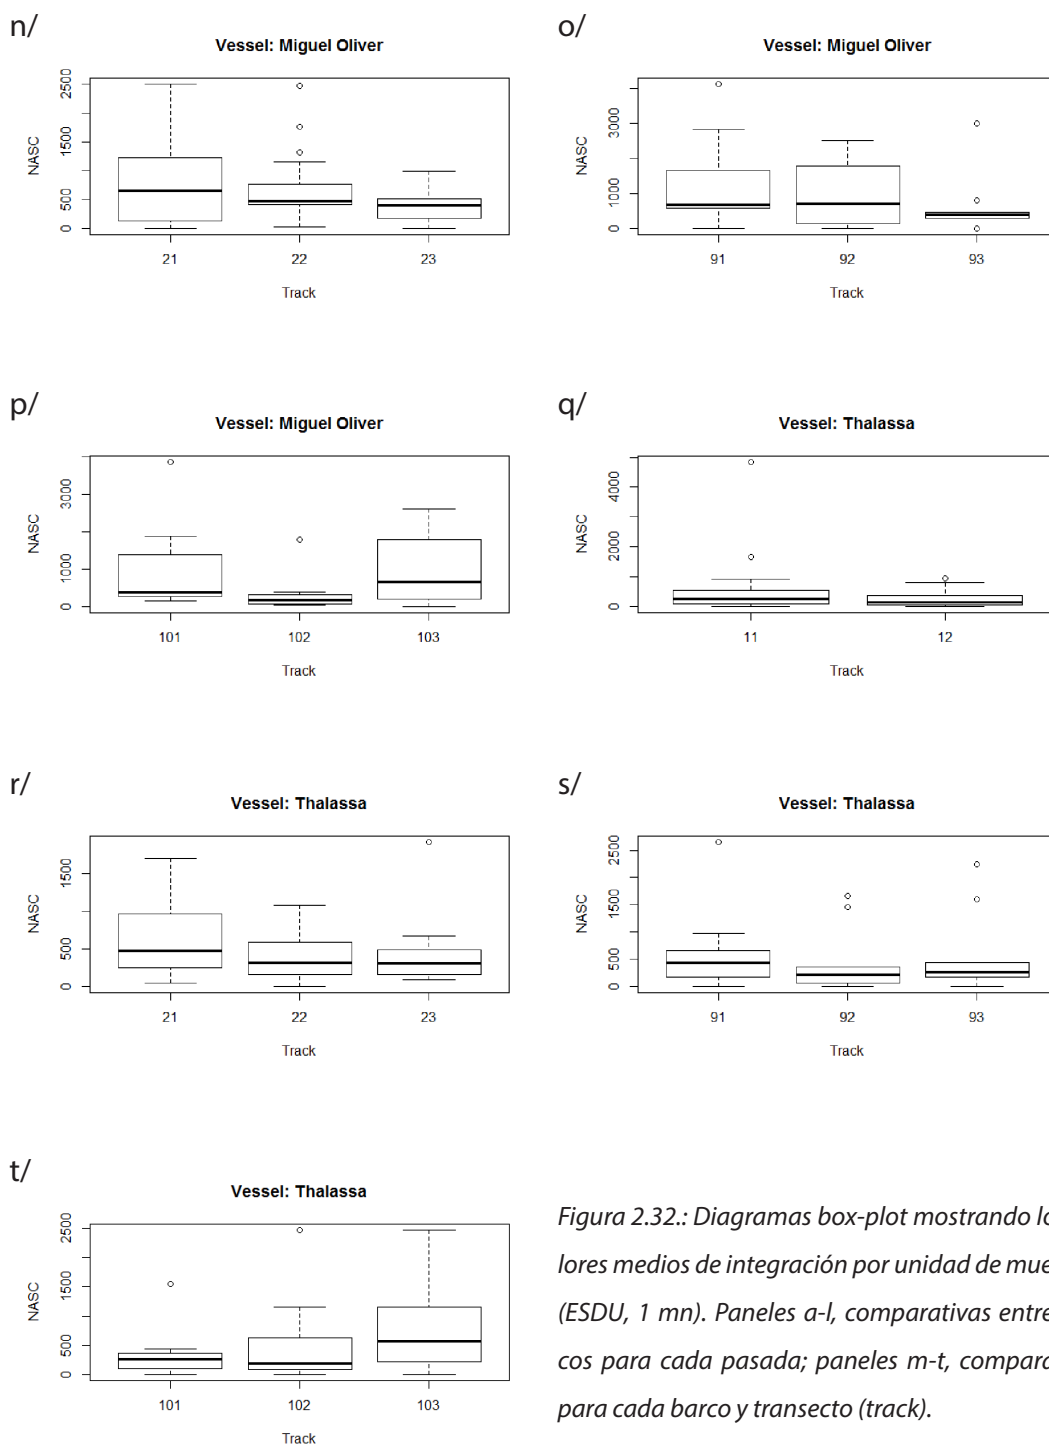 n/
Vessel: Miguel Oliver
NASC
2500
1500
500
0
21 22 23
Track
o/
Vessel: Miguel Oliver
NASC
3000
1000
0
91 92 93
Track
p/
Vessel: Miguel Oliver
NASC
3000
1000
0
101 102 103
Track
q/
Vessel: Thalassa
NASC
4000
2000
0
11 12
Track
r/
Vessel: Thalassa
NASC
1500
500
0
21 22 23
Track
s/
Vessel: Thalassa
NASC
2500
1500
500
0
91 92 93
Track
t/
Vessel: Thalassa
NASC
2500
1500
500
0
101 102 103
Track
Figura 2.32.: Diagramas box-plot mostrando lo
lores medios de integración por unidad de mue
(ESDU, 1 mn). Paneles a-l, comparativas entre
cos para cada pasada; paneles m-t, compara
para cada barco y transecto (track).